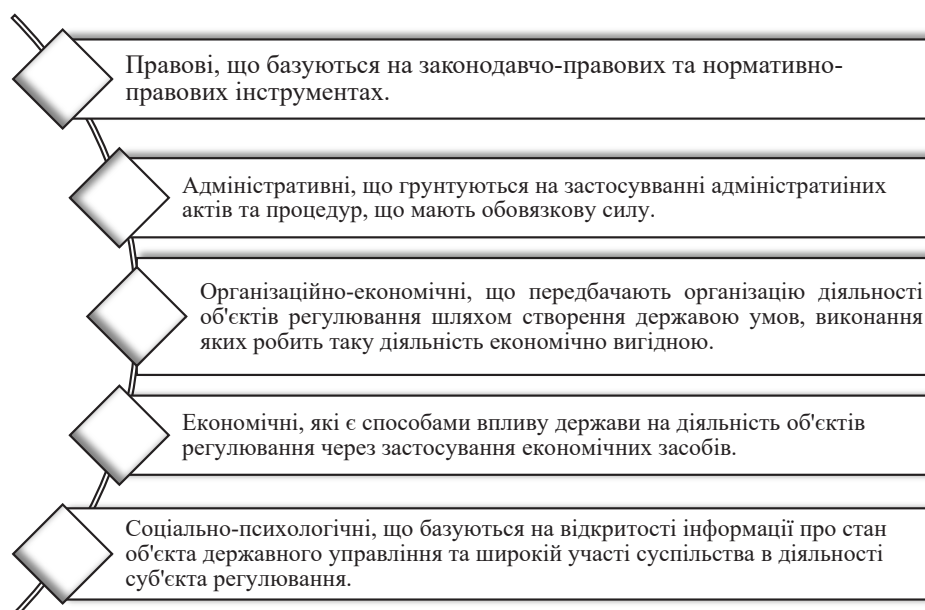 Правові, що базуються на законодавчо-правових та нормативно-
правових інструментах.
Адміністративні, що грунтуються на застосувванні адміністратиіних
актів та процедур, що мають обовязкову силу.
Організаційно-економічні, що передбачають організацію діяльності
об'єктів регулювання шляхом створення державою умов, виконання
яких робить таку діяльність економічно вигідною.
Економічні, які є способами впливу держави на діяльність об'єктів
регулювання через застосування економічних засобів.
Соціально-психологічні, що базуються на відкритості інформації про стан
об'єкта державного управління та широкій участі суспільства в діяльності
суб'єкта регулювання.